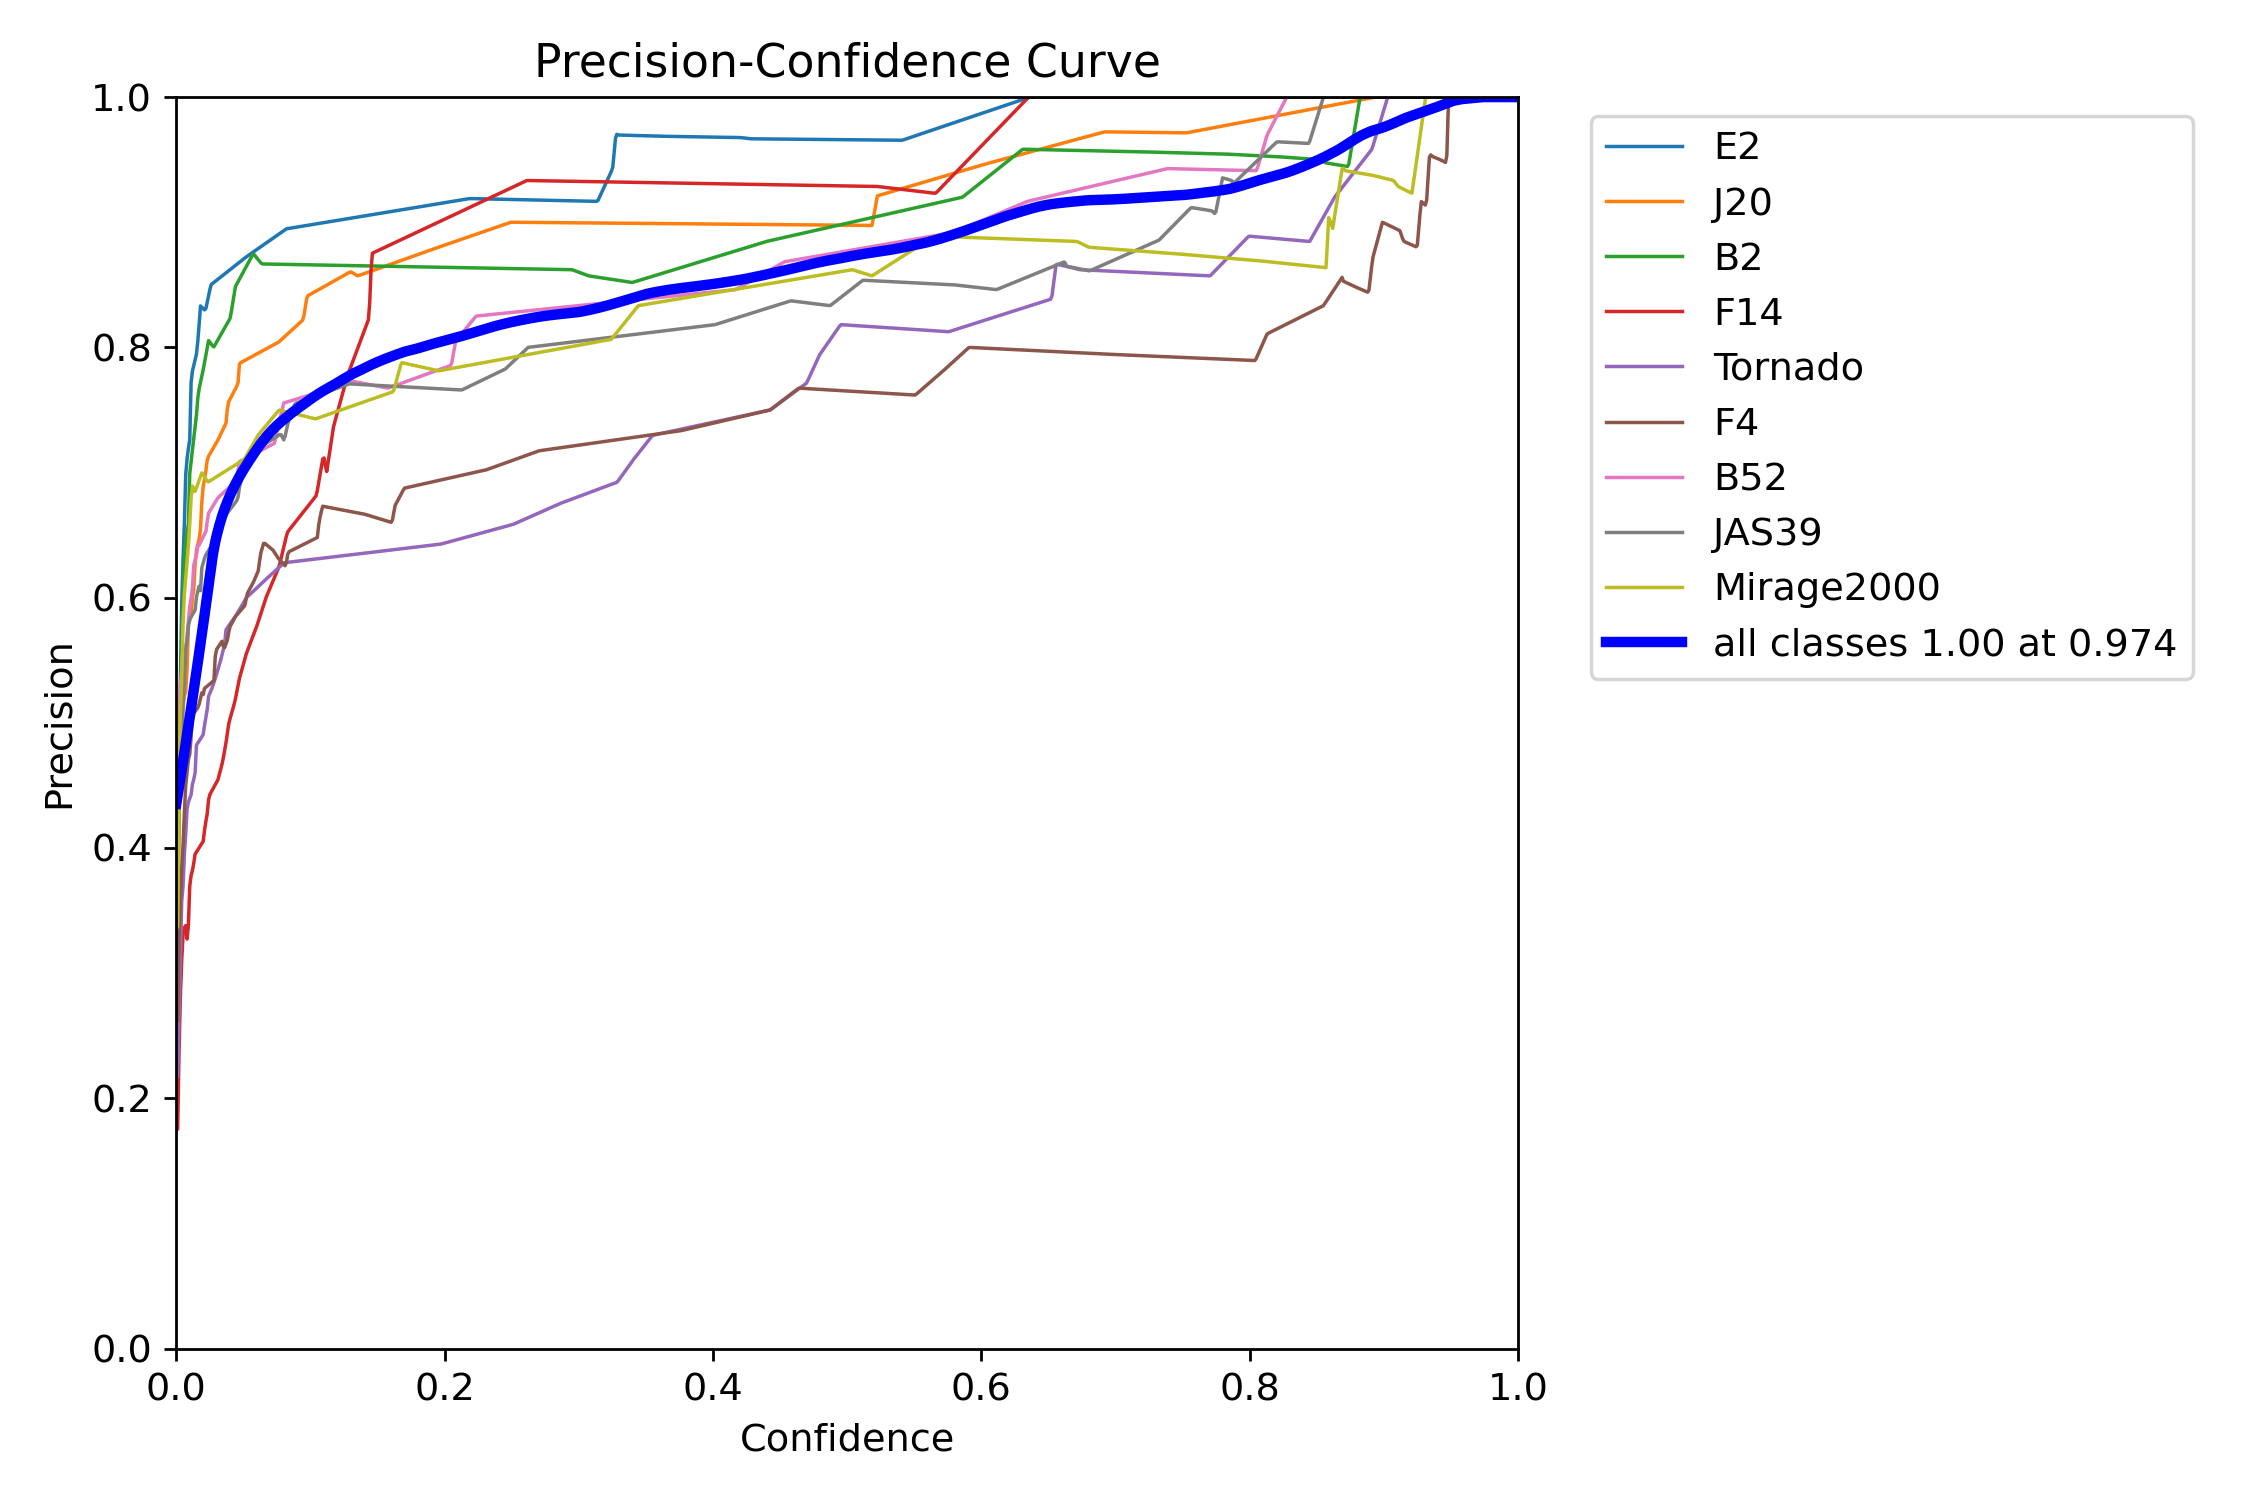 Precision-Confidence Curve
1.0
0.8
0.6
0.4
0.2
0.0
Precision
0.0 0.2 0.4 0.6 0.8 1.0
Confidence
E2
J20
B2
F14
Tornado
F4
B52
JAS39
Mirage2000
all classes 1.00 at 0.974